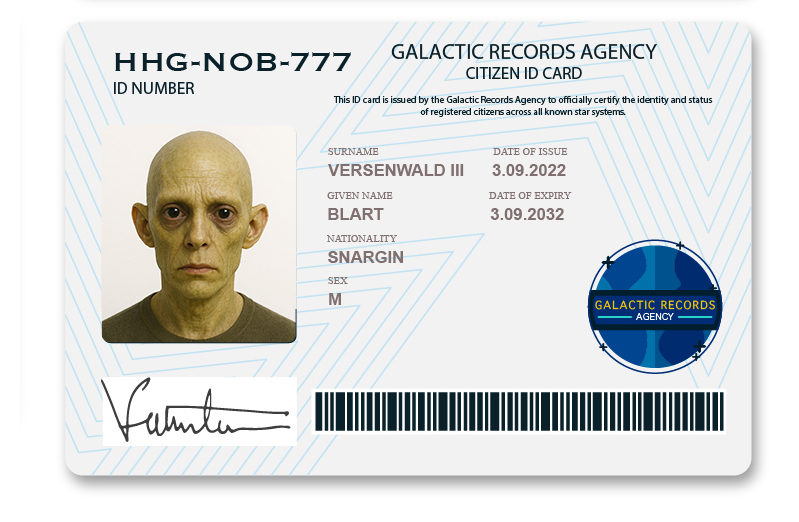 HHG-NOB-777
ID NUMBER
GALACTIC RECORDS AGENCY
CITIZEN ID CARD
This ID card is issued by the Galactic Records Agency to officially certify the identity and status
of registered citizens across all known star systems.
SURNAME
VERSENWALD III
DATE OF ISSUE
3.09.2022
GIVEN NAME
BLART
DATE OF EXPIRY
3.09.2032
NATIONALITY
SNARGIN
SEX
M
GALACTIC RECORDS
AGENCY